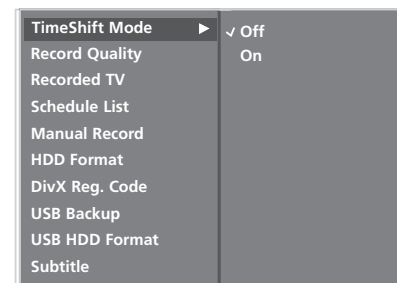 TimeShift Mode ▶ ✓ Off
Record Quality On
Recorded TV
Schedule List
Manual Record
HDD Format
DivX Reg. Code
USB Backup
USB HDD Format
Subtitle